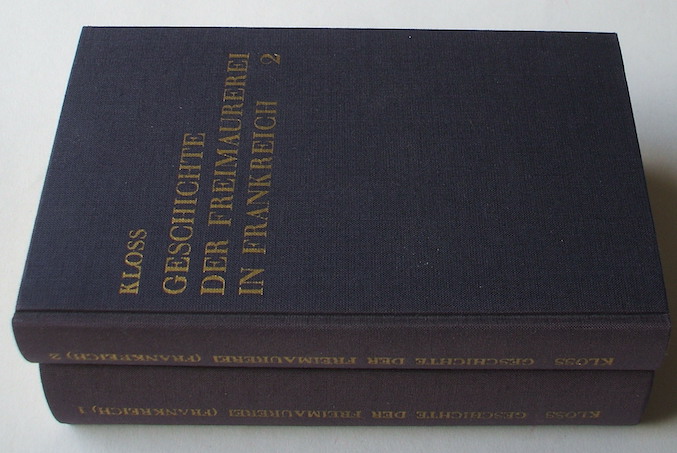 KLOSS
GESCHICHTE
DER FREIMAUREREI
IN FRANKREICH 2
KLOSS GESCHICHTE DER FREIMAUREREI (FRANKREICH) 2
KLOSS GESCHICHTE DER FREIMAUREREI (FRANKREICH) 1